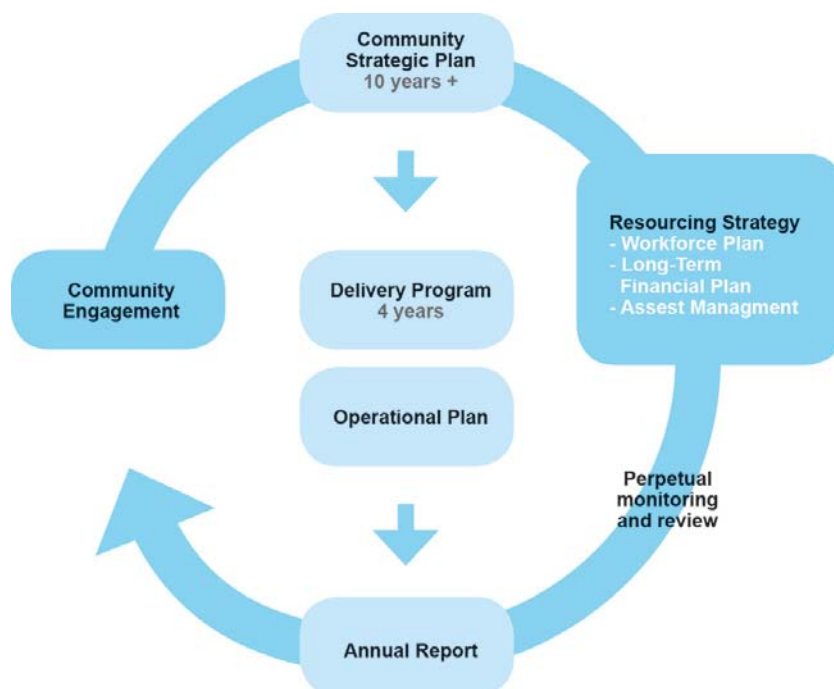 Community
Strategic Plan
10 years +
Resourcing Strategy
- Workforce Plan
- Long-Term
Financial Plan
- Assest Managment
Community
Engagement
Delivery Program
4 years
Operational Plan
Perpetual
monitoring
and review
Annual Report